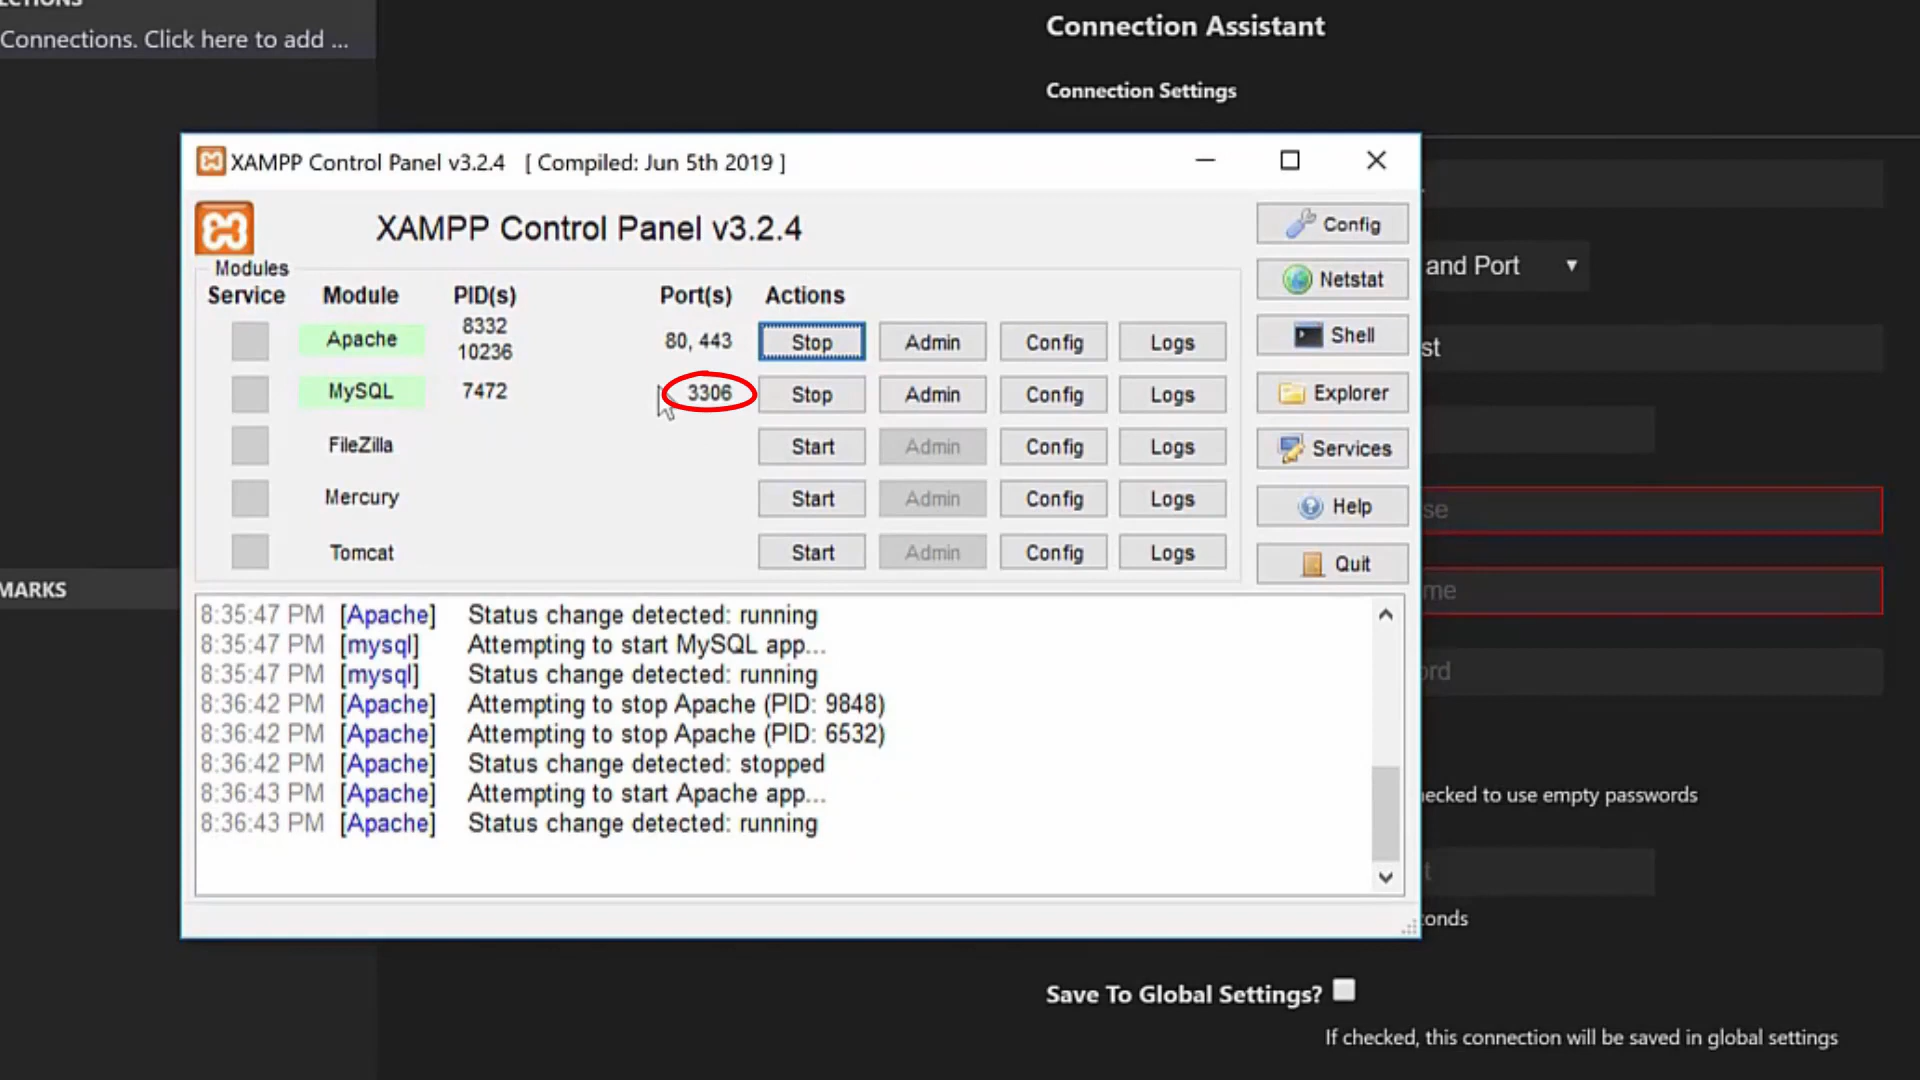 CTIONS
Connections. Click here to add ...
Connection Assistant
Connection Settings
XAMPP Control Panel v3.2.4 [ Compiled: Jun 5th 2019 ]
XAMPP Control Panel v3.2.4
Config
Modules
Service Module PID(s) Port(s) Actions
Netstat
and Port
Apache 8332 10236 80, 443 Stop Admin Config Logs
Shell
st
MySQL 7472 3306 Stop Admin Config Logs
Explorer
FileZilla Start Admin Config Logs
Services
Mercury Start Admin Config Logs
Help
se
Tomcat Start Admin Config Logs
Quit
MARKS
me
8:35:47 PM [Apache] Status change detected: running
8:35:47 PM [mysql] Attempting to start MySQL app...
8:35:47 PM [mysql] Status change detected: running
ord
8:36:42 PM [Apache] Attempting to stop Apache (PID: 9848)
8:36:42 PM [Apache] Attempting to stop Apache (PID: 6532)
8:36:42 PM [Apache] Status change detected: stopped
8:36:43 PM [Apache] Attempting to start Apache app...
ecked to use empty passwords
8:36:43 PM [Apache] Status change detected: running
t
onds
Save To Global Settings?
If checked, this connection will be saved in global settings